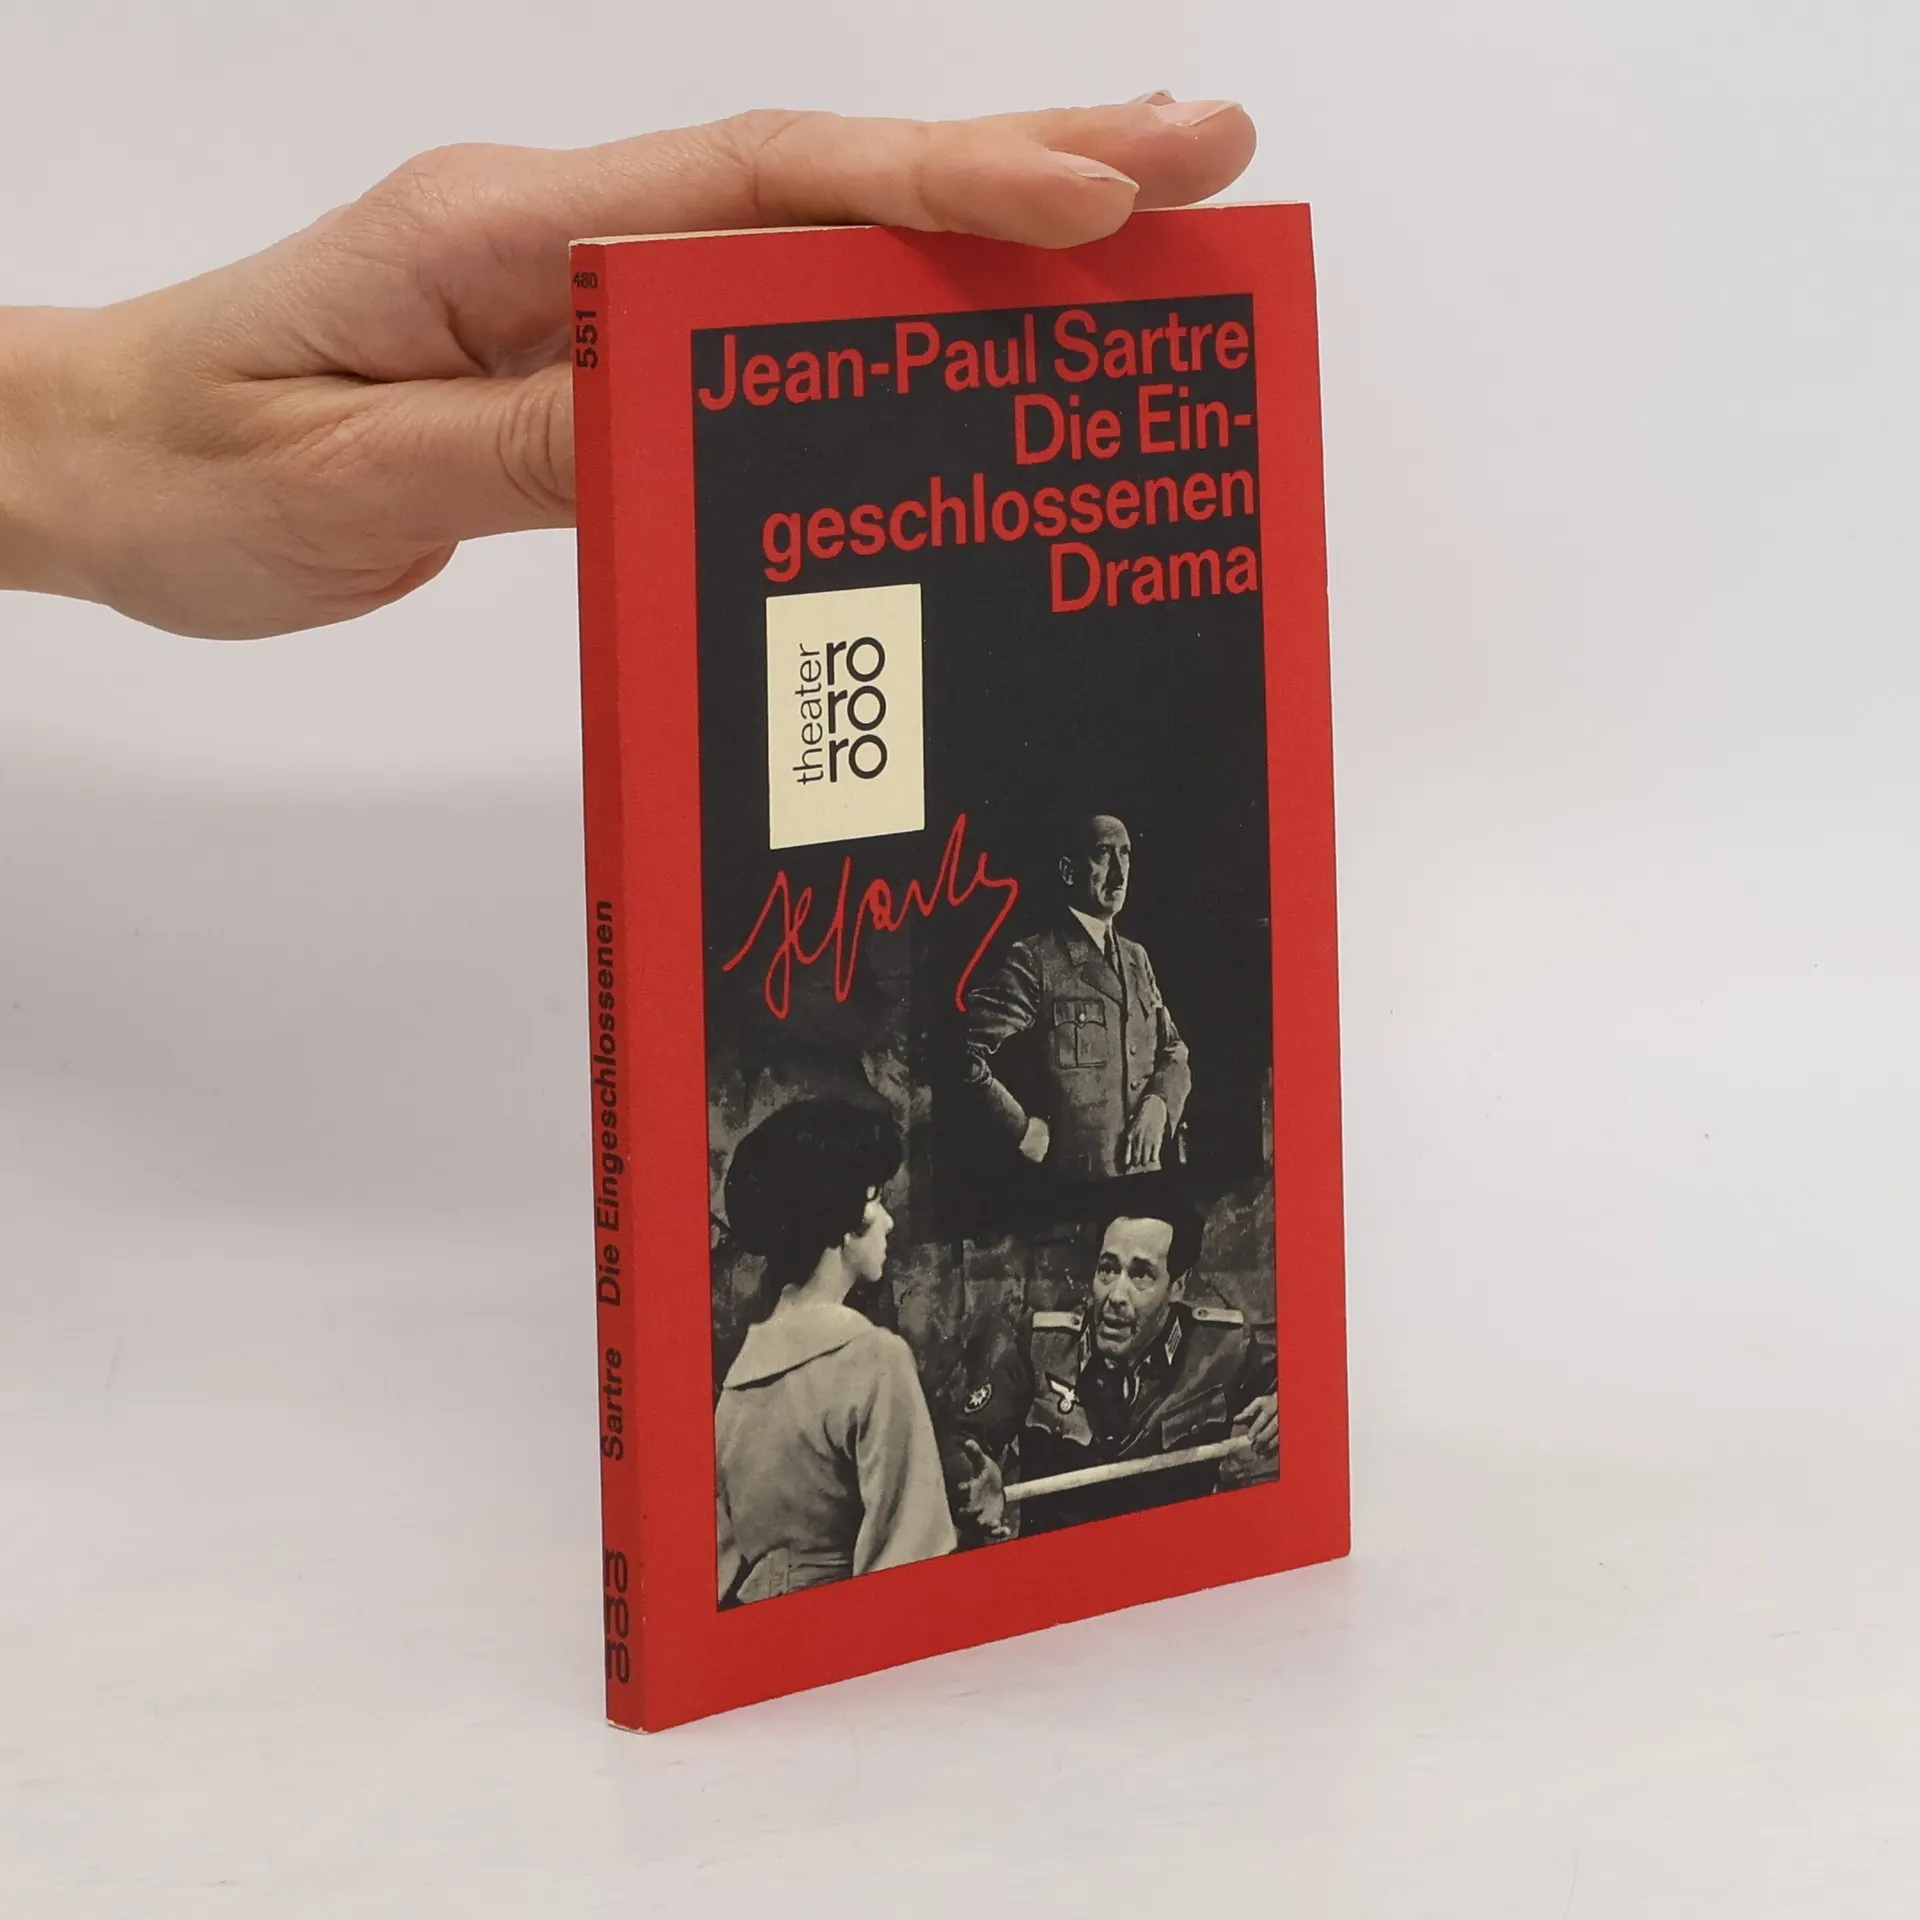 Jean-Paul Sartre
Die Ein-
geschlossenen
Drama
theater
ro
ro
ro
480
551
Sartre Die Eingeschlossenen
ro
ro
ro